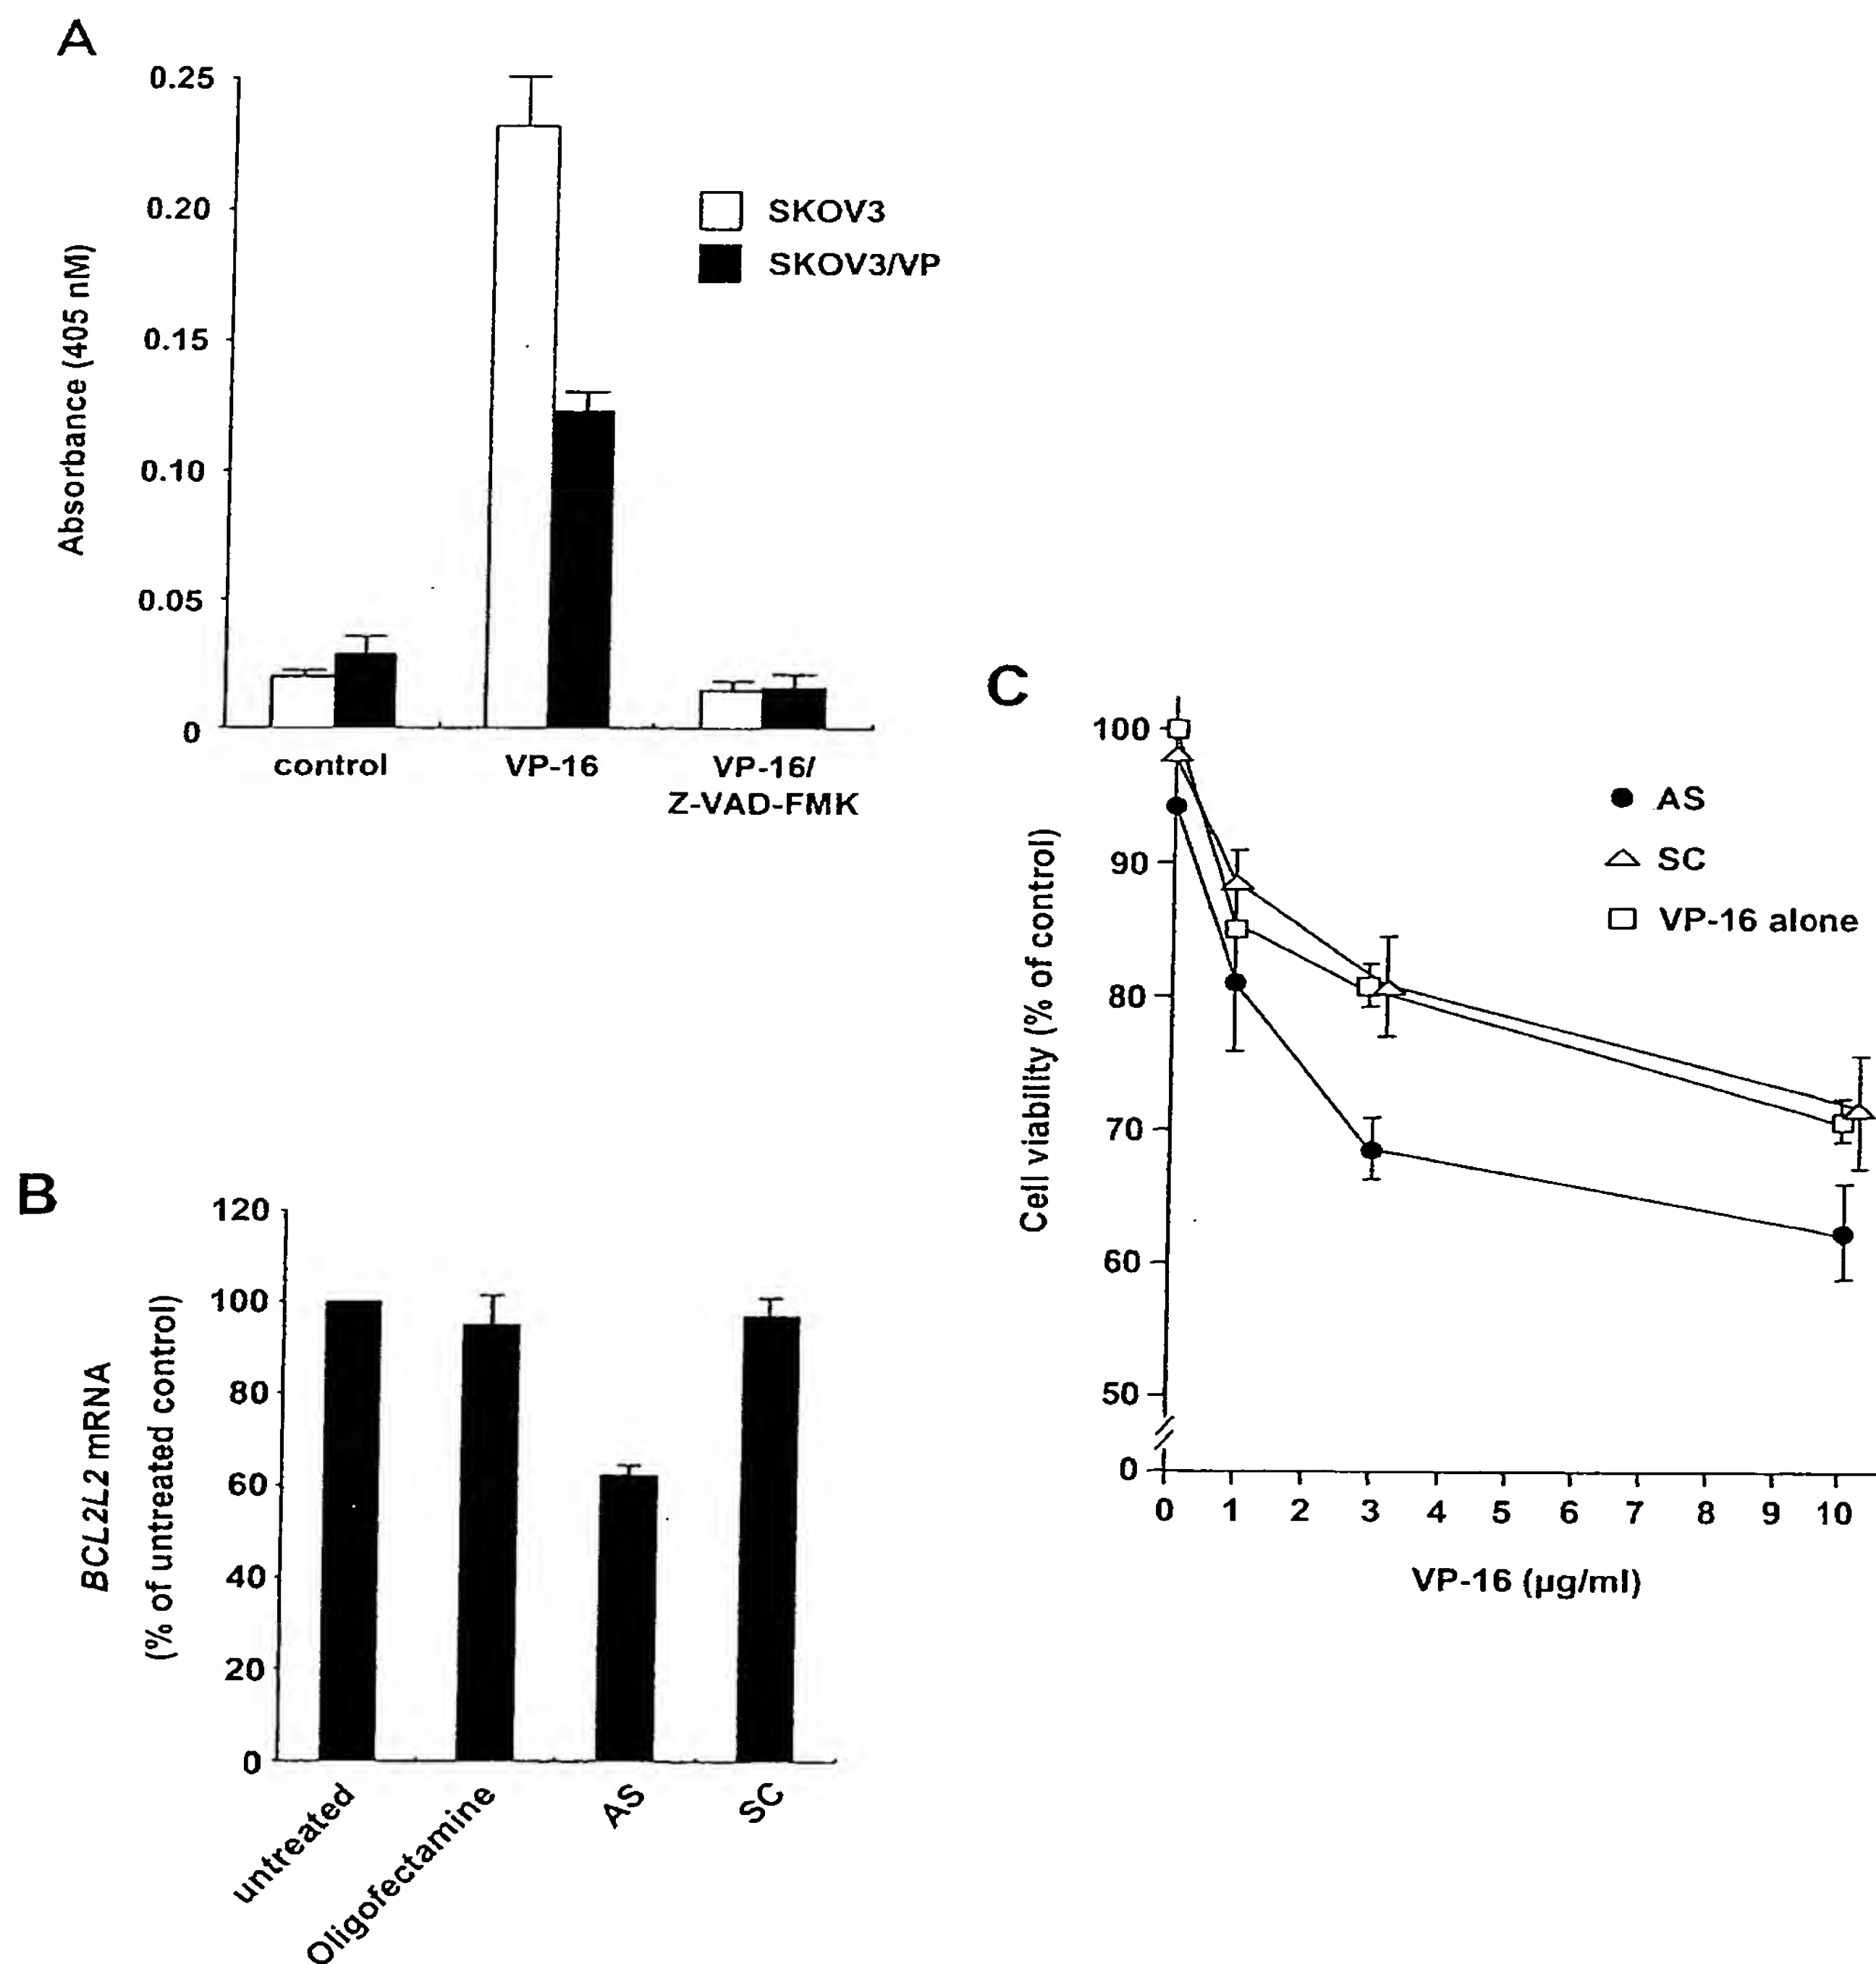 A
0.25
0.20
0.15
0.10
0.05
0
Absorbance (405 nM)
SKOV3
SKOV3/VP
control
VP-16
VP-16/
Z-VAD-FMK
B
120
100
80
60
40
20
0
BCL2L2 mRNA
(% of untreated control)
untreated
Oligofectamine
AS
SC
C
100
90
80
70
60
50
0
Cell viability (% of control)
AS
SC
VP-16 alone
0 1 2 3 4 5 6 7 8 9 10
VP-16 (μg/ml)